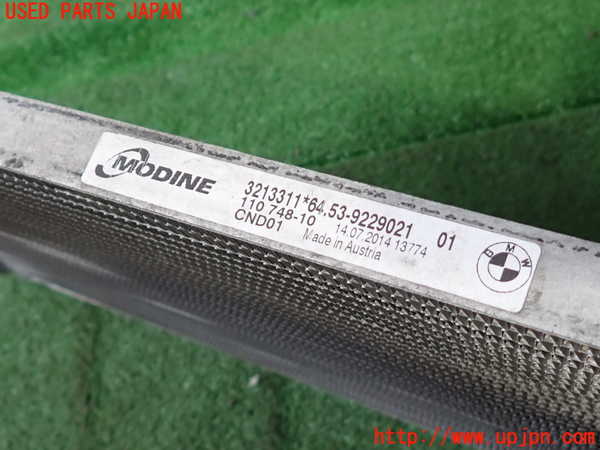 USED PARTS JAPAN
MODINE
3213311*64.53-9229021 01
110 748-10 14.07.2014 13774
CND01 Made in Austria
BMW
http://www.upjpn.com/